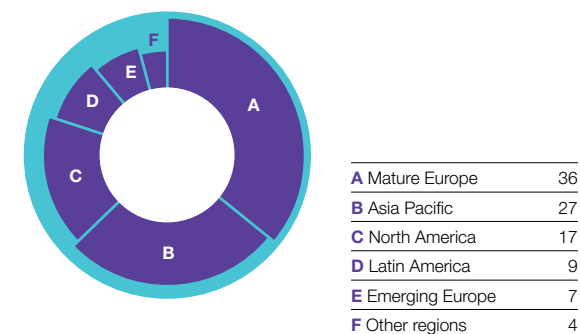 F
E
D
A
C
B
A Mature Europe 36
B Asia Pacific 27
C North America 17
D Latin America 9
E Emerging Europe 7
F Other regions 4